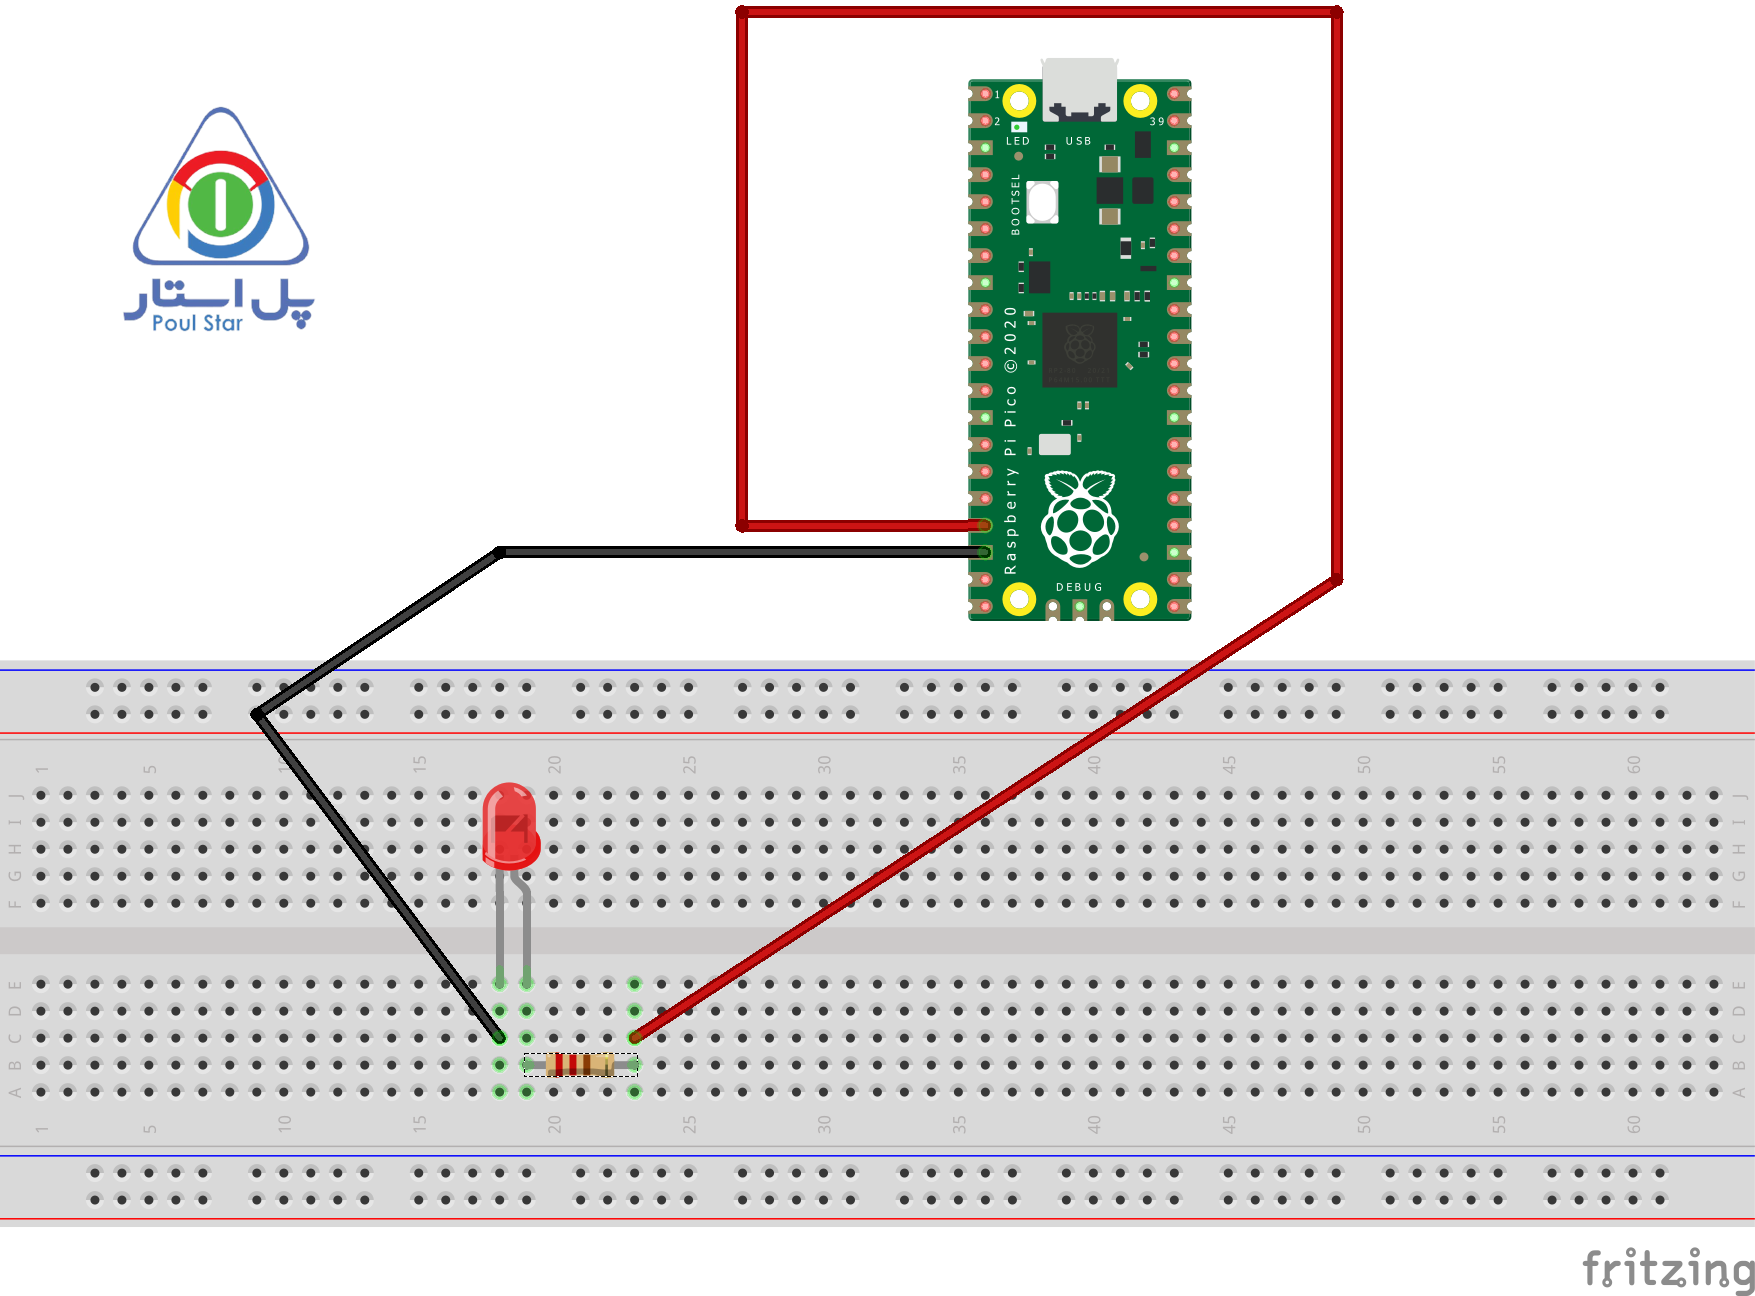 پل استار
Poul Star
1
2
39
LED
USB
BOOTSEL
Raspberry Pi Pico ©2020
DEBUG
1 5 10 15 20 25 30 35 40 45 50 55 60
J J
I I
H H
G G
F F
E E
D D
C C
B B
A A
1 5 10 15 20 25 30 35 40 45 50 55 60
fritzing